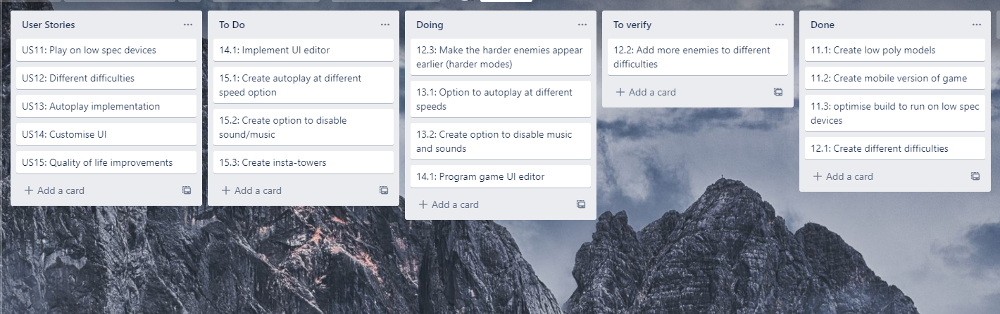 User Stories
US11: Play on low spec devices
US12: Different difficulties
US13: Autoplay implementation
US14: Customise UI
US15: Quality of life improvements
Add a card
To Do
14.1: Implement UI editor
15.1: Create autoplay at different
speed option
15.2: Create option to disable
sound/music
15.3: Create insta-towers
Add a card
Doing
12.3: Make the harder enemies appear
earlier (harder modes)
13.1: Option to autoplay at different
speeds
13.2: Create option to disable music
and sounds
14.1: Program game UI editor
Add a card
To verify
12.2: Add more enemies to different
difficulties
Add a card
Done
11.1: Create low poly models
11.2: Create mobile version of game
11.3: optimise build to run on low spec
devices
12.1: Create different difficulties
Add a card